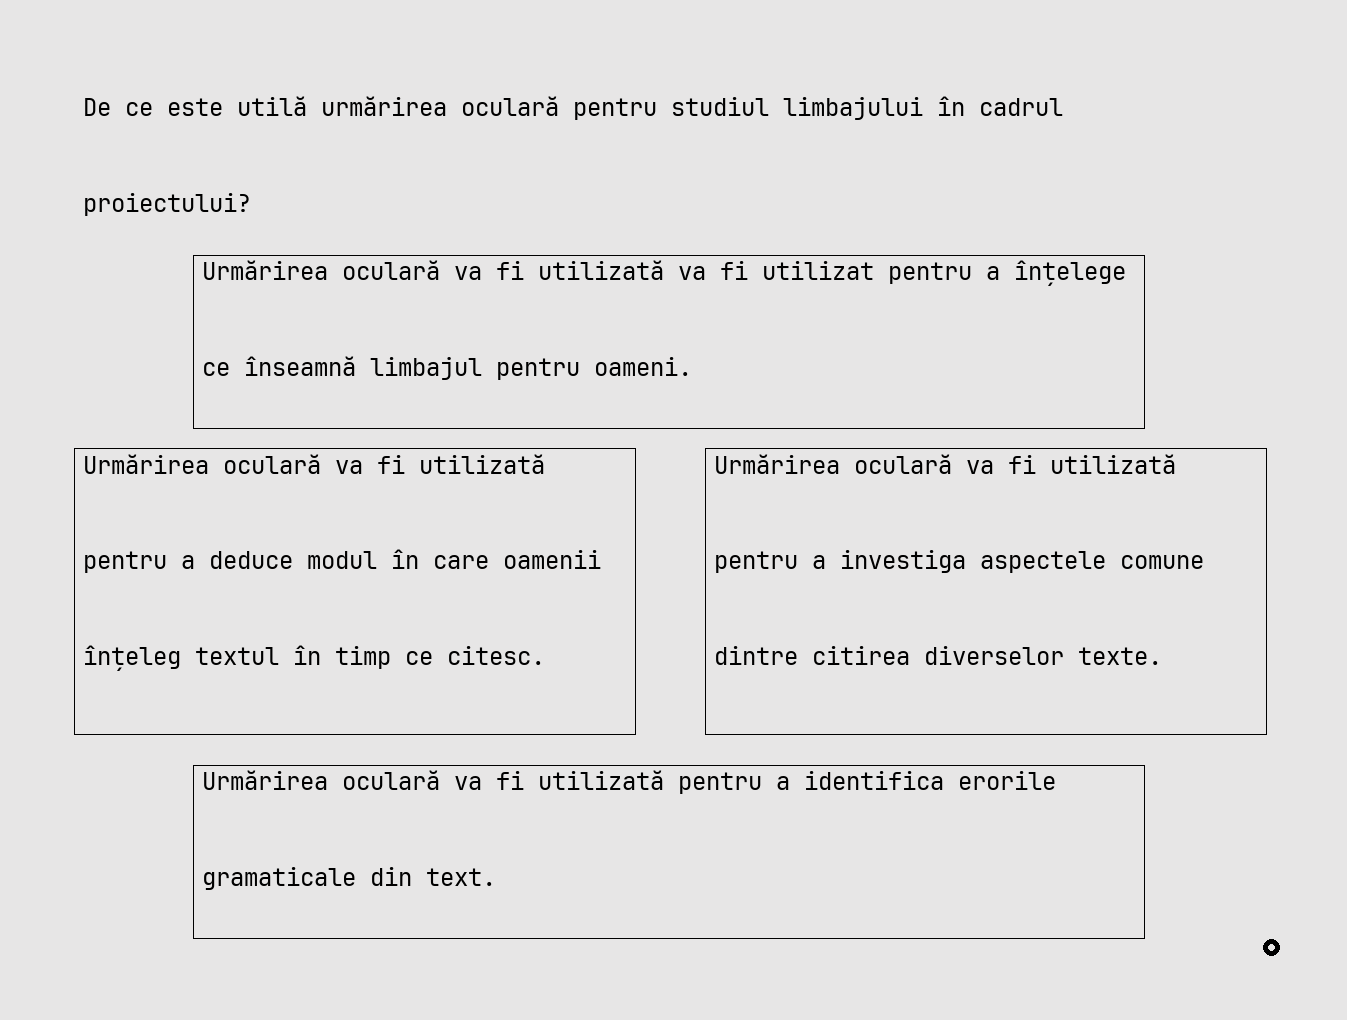 De ce este utilă urmărirea oculară pentru studiul limbajului în cadrul
proiectului?
Urmărirea oculară va fi utilizată va fi utilizat pentru a înțelege
ce înseamnă limbajul pentru oameni.
Urmărirea oculară va fi utilizată
pentru a deduce modul în care oamenii
înțeleg textul în timp ce citesc.
Urmărirea oculară va fi utilizată
pentru a investiga aspectele comune
dintre citirea diverselor texte.
Urmărirea oculară va fi utilizată pentru a identifica erorile
gramaticale din text.